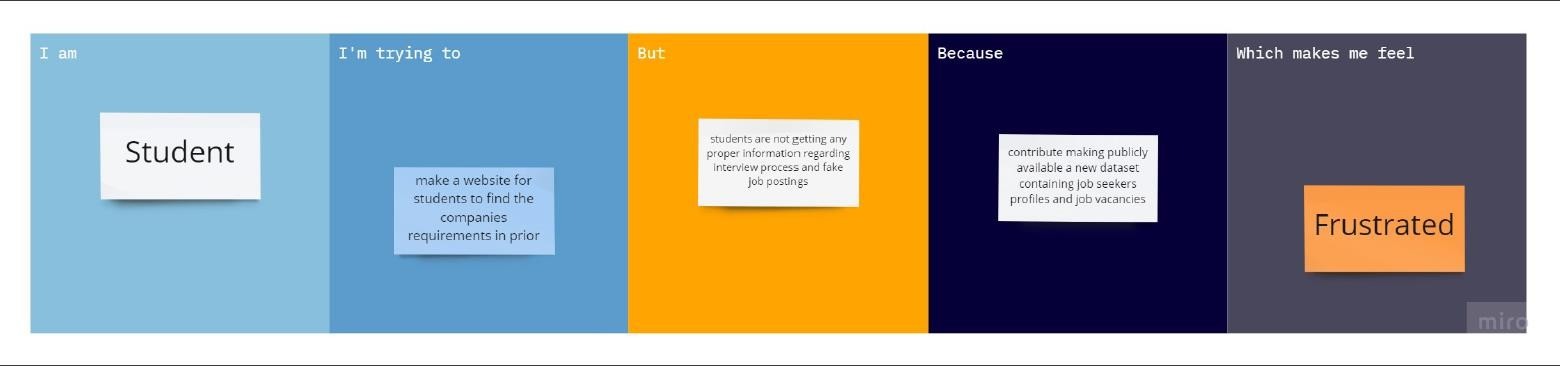 I am
Student
I'm trying to
make a website for
students to find the
companies
requirements in prior
But
students are not getting any
proper information regarding
interview process and fake
job postings
Because
contribute making publicly
available a new dataset
containing job seekers
profiles and job vacancies
Which makes me feel
Frustrated
miro